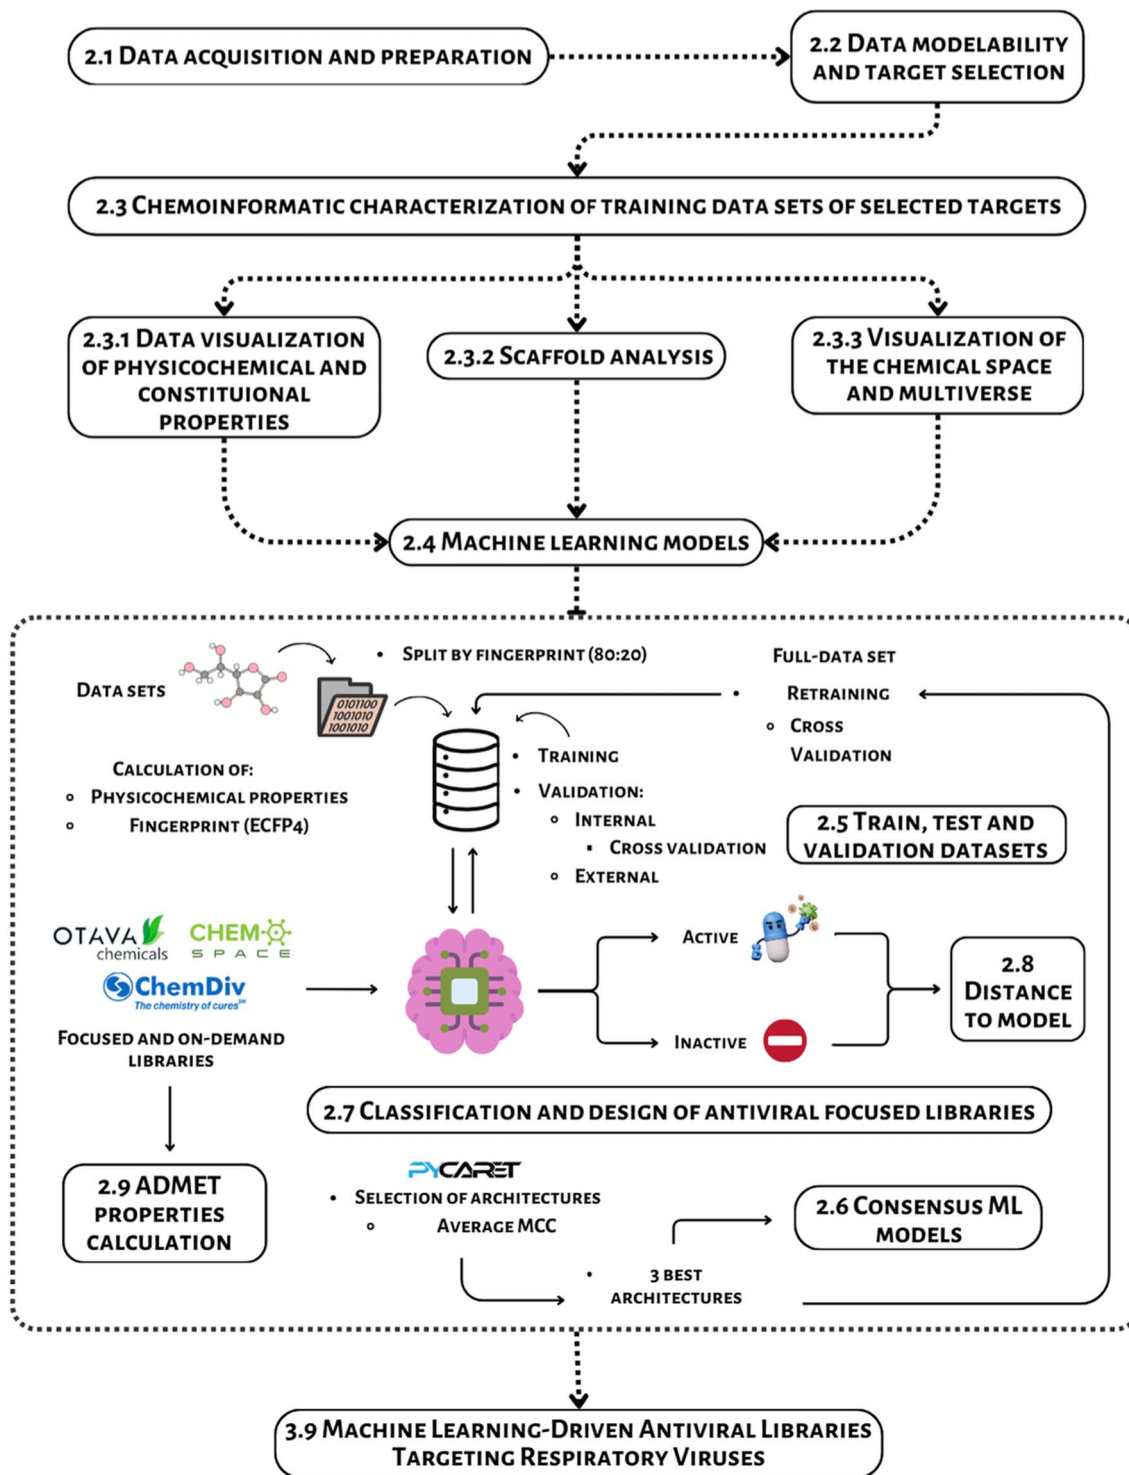 2.1 Data acquisition and preparation
2.2 Data modelability
and target selection
2.3 Chemoinformatic characterization of training data sets of selected targets
2.3.1 Data visualization
of physicochemical and
constituional
properties
2.3.2 Scaffold analysis
2.3.3 Visualization of
the chemical space
and multiverse
2.4 Machine learning models
Data sets
0101100
1001010
1001010
• Split by fingerprint (80:20)
Full-data set
• Retraining
○ Cross
Validation
Calculation of:
○ Physicochemical properties
○ Fingerprint (ECFP4)
• Training
• Validation:
○ Internal
▪ Cross validation
○ External
2.5 Train, test and
validation datasets
OTAVA
chemicals
CHEM
SPACE
ChemDiv
The chemistry of cures℠
Focused and on-demand
libraries
Active
Inactive
2.8
Distance
to model
2.7 Classification and design of antiviral focused libraries
2.9 ADMET
properties
calculation
PYCARET
• Selection of architectures
○ Average MCC
• 3 best
architectures
2.6 Consensus ML
models
3.9 Machine Learning-Driven Antiviral Libraries
Targeting Respiratory Viruses